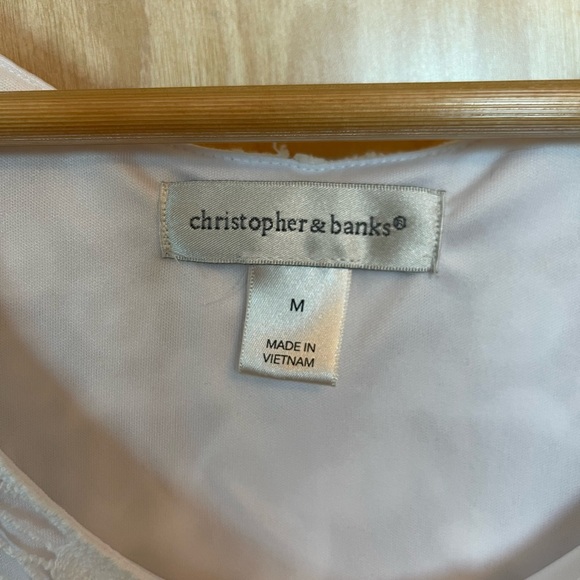 christopher & banks®
M
MADE IN
VIETNAM